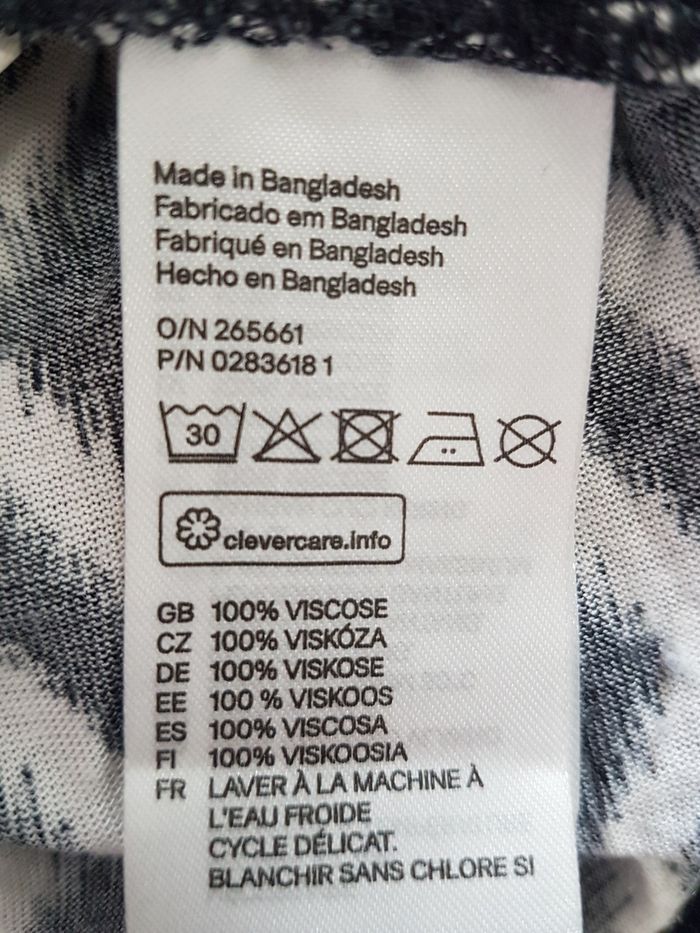 Made in Bangladesh
Fabricado em Bangladesh
Fabriqué en Bangladesh
Hecho en Bangladesh
O/N 265661
P/N 0283618 1
30
clevercare.info
GB 100% VISCOSE
CZ 100% VISKÓZA
DE 100% VISKOSE
EE 100 % VISKOOS
ES 100% VISCOSA
FI 100% VISKOOSIA
FR LAVER À LA MACHINE À
L'EAU FROIDE
CYCLE DÉLICAT.
BLANCHIR SANS CHLORE SI